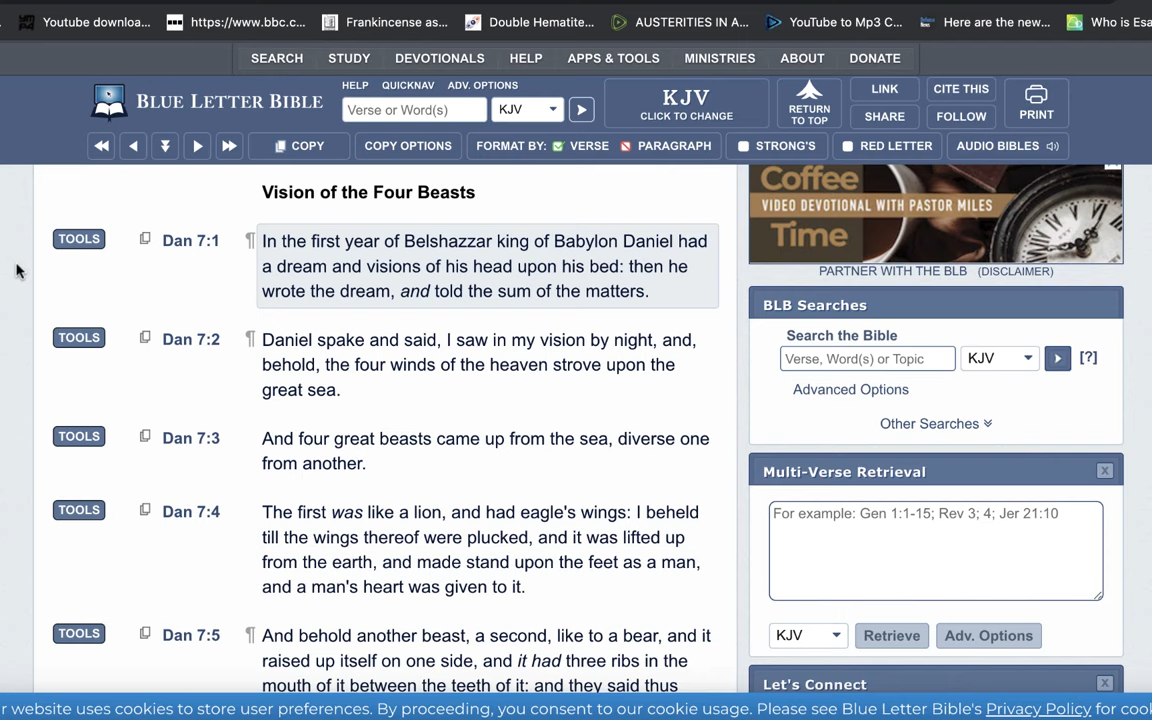 Youtube downloa... https://www.bbc.c... Frankincense as... Double Hematite... AUSTERITIES IN A... YouTube to Mp3 C... Here are the new... Who is Esa
SEARCH STUDY DEVOTIONALS HELP APPS & TOOLS MINISTRIES ABOUT DONATE
BLUE LETTER BIBLE
HELP QUICKNAV ADV. OPTIONS
Verse or Word(s) KJV
KJV
CLICK TO CHANGE
RETURN
TO TOP
LINK
SHARE
CITE THIS
FOLLOW
PRINT
COPY COPY OPTIONS FORMAT BY: VERSE PARAGRAPH STRONG'S RED LETTER AUDIO BIBLES
Vision of the Four Beasts
TOOLS Dan 7:1 ¶ In the first year of Belshazzar king of Babylon Daniel had
a dream and visions of his head upon his bed: then he
wrote the dream, and told the sum of the matters.
TOOLS Dan 7:2 ¶ Daniel spake and said, I saw in my vision by night, and,
behold, the four winds of the heaven strove upon the
great sea.
TOOLS Dan 7:3 And four great beasts came up from the sea, diverse one
from another.
TOOLS Dan 7:4 The first was like a lion, and had eagle's wings: I beheld
till the wings thereof were plucked, and it was lifted up
from the earth, and made stand upon the feet as a man,
and a man's heart was given to it.
TOOLS Dan 7:5 ¶ And behold another beast, a second, like to a bear, and it
raised up itself on one side, and it had three ribs in the
mouth of it between the teeth of it: and they said thus
Coffee
VIDEO DEVOTIONAL WITH PASTOR MILES
Time
PARTNER WITH THE BLB (DISCLAIMER)
BLB Searches
Search the Bible
Verse, Word(s) or Topic KJV [?]
Advanced Options
Other Searches
Multi-Verse Retrieval X
For example: Gen 1:1-15; Rev 3; 4; Jer 21:10
KJV Retrieve Adv. Options
Let's Connect X
r website uses cookies to store user preferences. By proceeding, you consent to our cookie usage. Please see Blue Letter Bible's Privacy Policy for cook